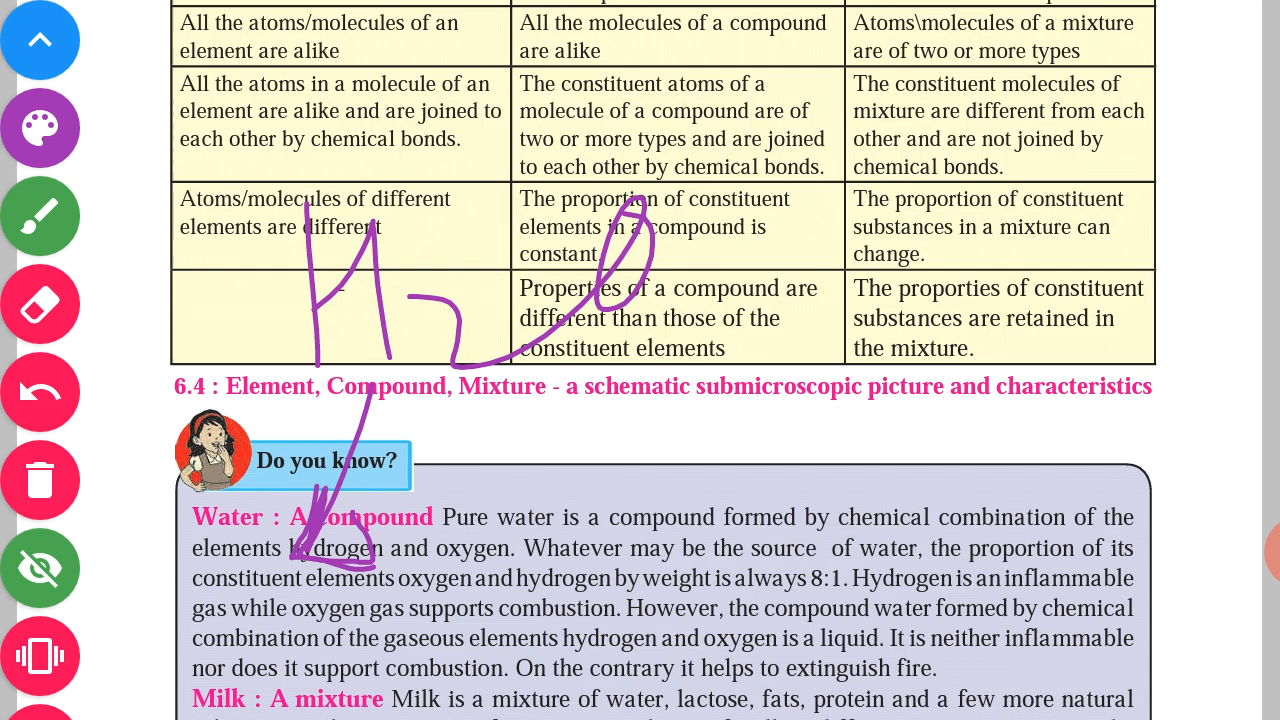 All the atoms/molecules of an
element are alike
All the molecules of a compound
are alike
Atoms\molecules of a mixture
are of two or more types
All the atoms in a molecule of an
element are alike and are joined to
each other by chemical bonds.
The constituent atoms of a
molecule of a compound are of
two or more types and are joined
to each other by chemical bonds.
The constituent molecules of
mixture are different from each
other and are not joined by
chemical bonds.
Atoms/molecules of different
elements are different
The proportion of constituent
elements in a compound is
constant.
The proportion of constituent
substances in a mixture can
change.
-
Properties of a compound are
different than those of the
constituent elements
The properties of constituent
substances are retained in
the mixture.
H2O
6.4 : Element, Compound, Mixture - a schematic submicroscopic picture and characteristics
Do you know?
Water : A compound Pure water is a compound formed by chemical combination of the
elements hydrogen and oxygen. Whatever may be the source of water, the proportion of its
constituent elements oxygen and hydrogen by weight is always 8:1. Hydrogen is an inflammable
gas while oxygen gas supports combustion. However, the compound water formed by chemical
combination of the gaseous elements hydrogen and oxygen is a liquid. It is neither inflammable
nor does it support combustion. On the contrary it helps to extinguish fire.
Milk : A mixture Milk is a mixture of water, lactose, fats, protein and a few more natural